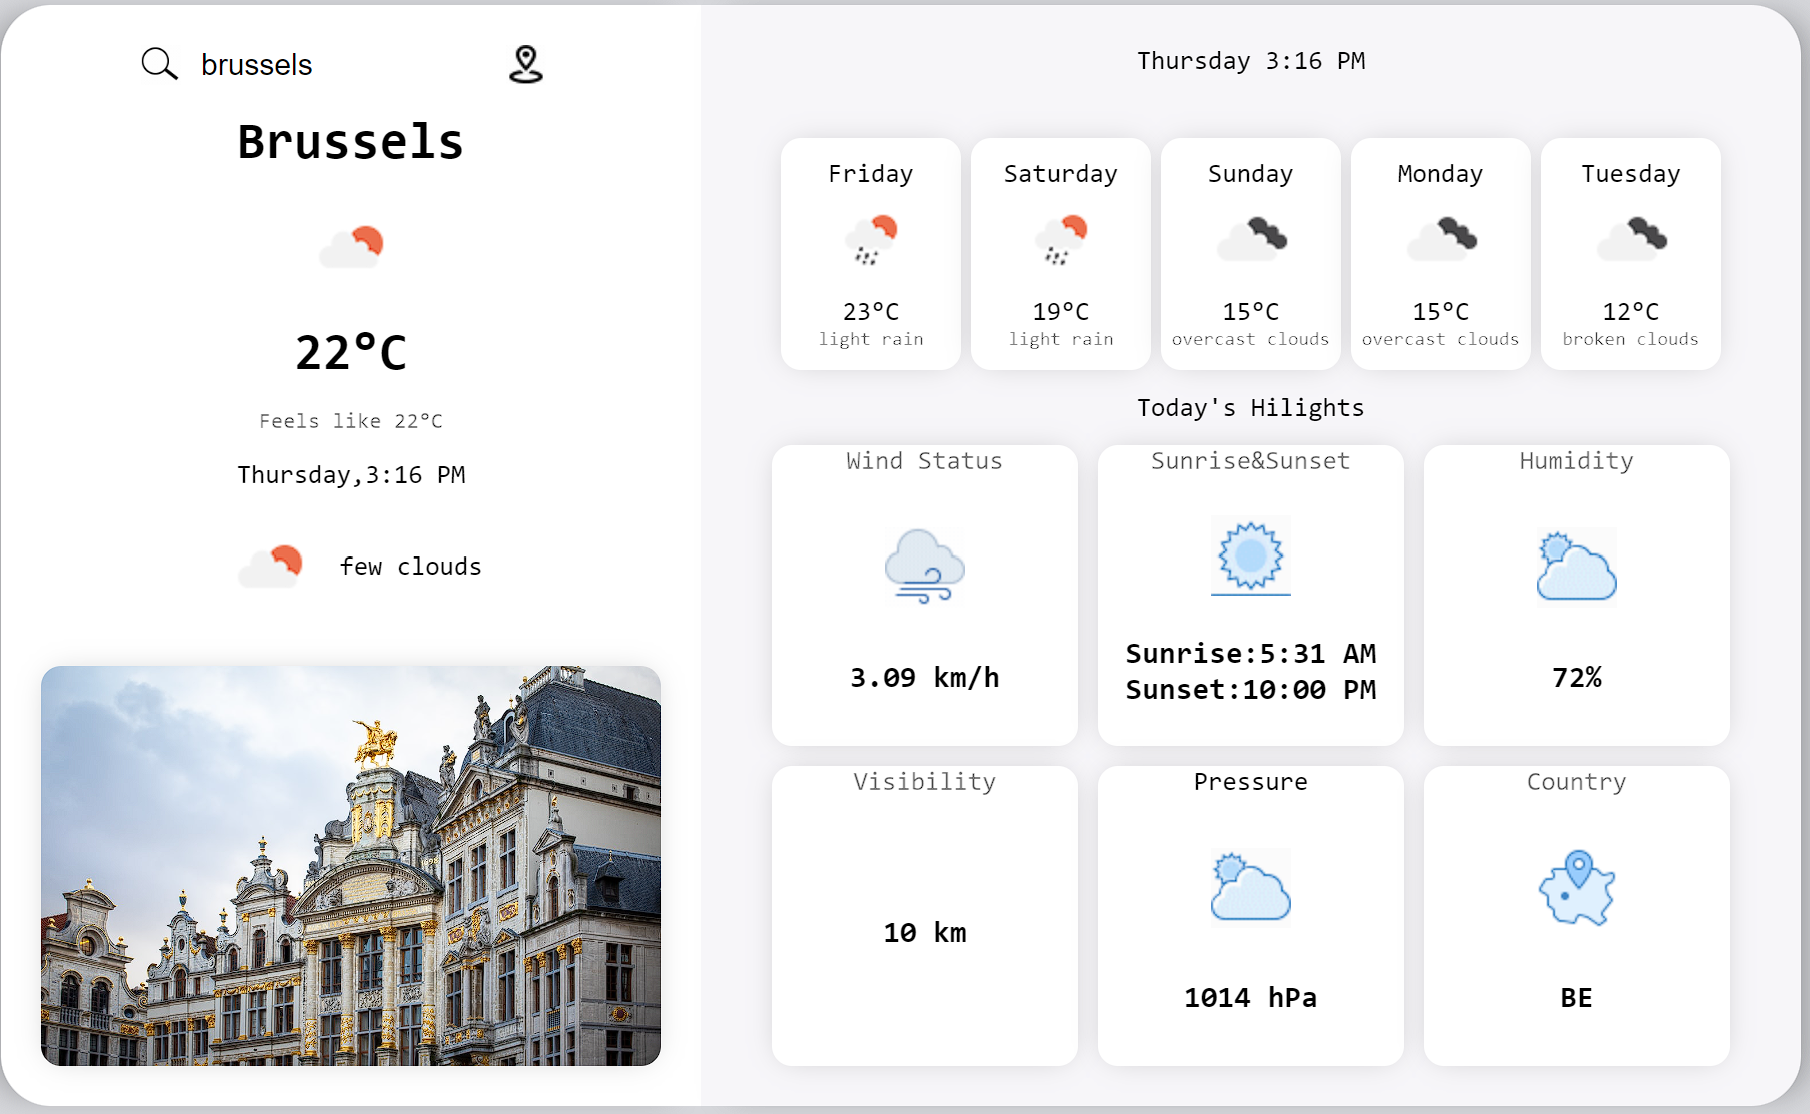 brussels
Brussels
22°C
Feels like 22°C
Thursday,3:16 PM
few clouds
Thursday 3:16 PM
Friday
23°C
light rain
Saturday
19°C
light rain
Sunday
15°C
overcast clouds
Monday
15°C
overcast clouds
Tuesday
12°C
broken clouds
Today's Hilights
Wind Status
3.09 km/h
Sunrise&Sunset
Sunrise:5:31 AM
Sunset:10:00 PM
Humidity
72%
Visibility
10 km
Pressure
1014 hPa
Country
BE